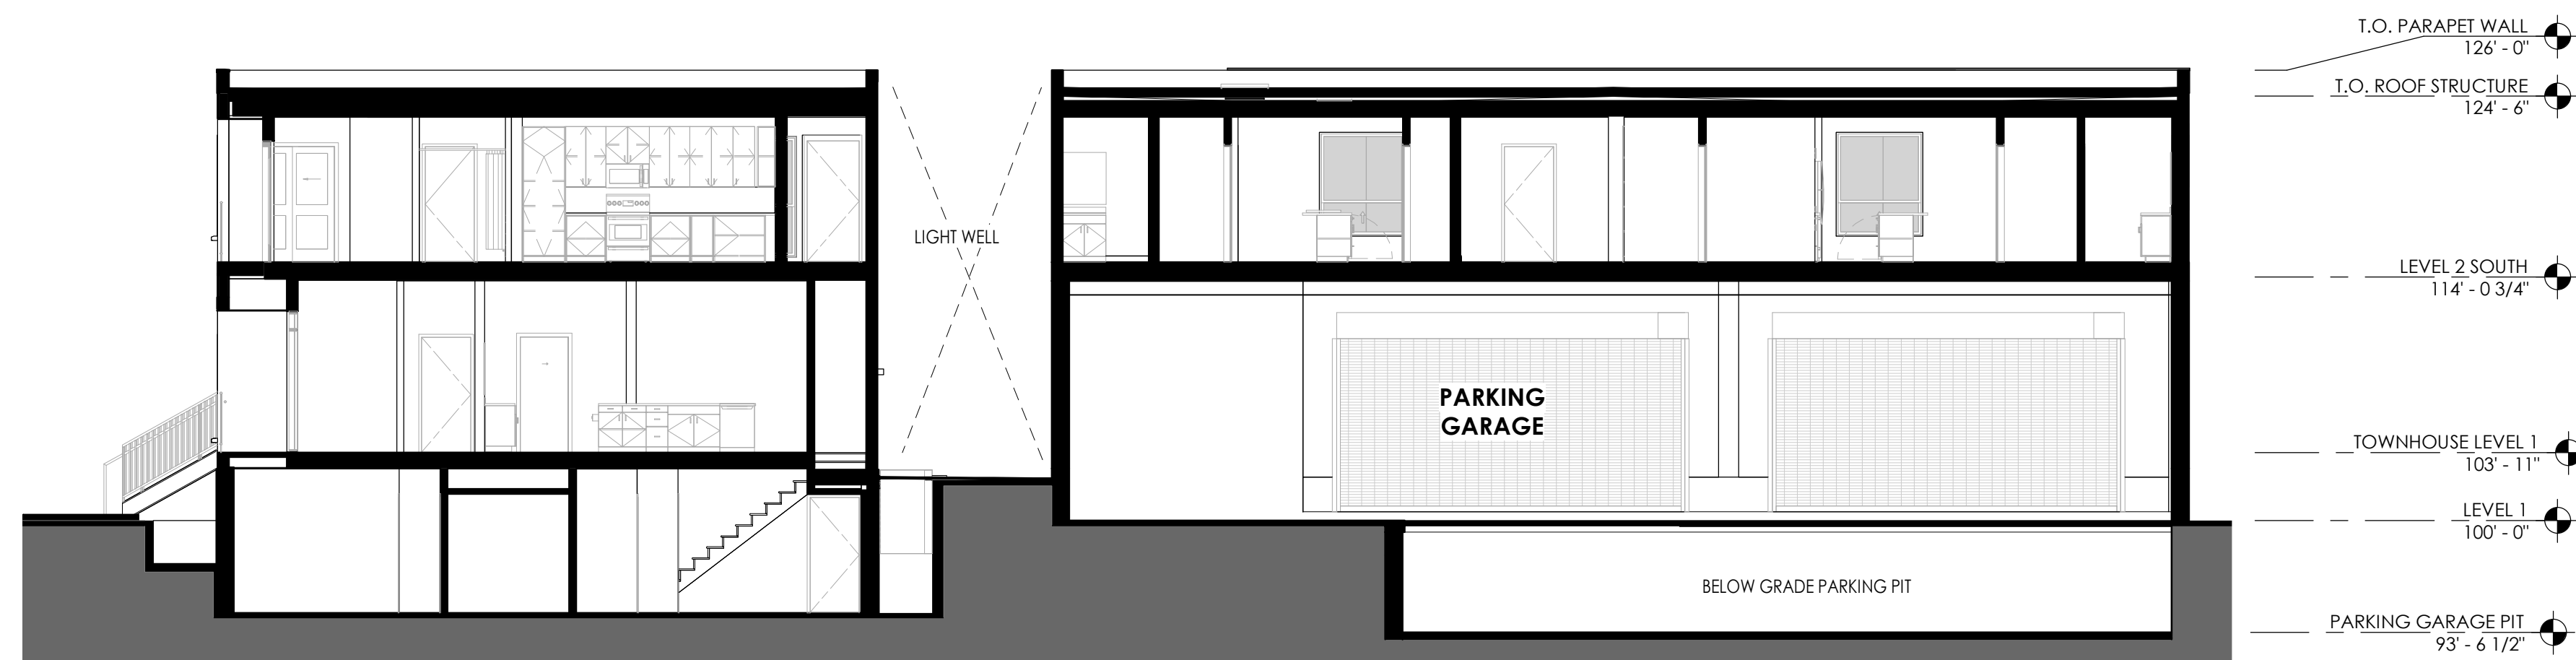 T.O. PARAPET WALL
126' - 0"
T.O. ROOF STRUCTURE
124' - 6"
LIGHT WELL
LEVEL 2 SOUTH
114' - 0 3/4"
PARKING
GARAGE
TOWNHOUSE LEVEL 1
103' - 11"
LEVEL 1
100' - 0"
BELOW GRADE PARKING PIT
PARKING GARAGE PIT
93' - 6 1/2"